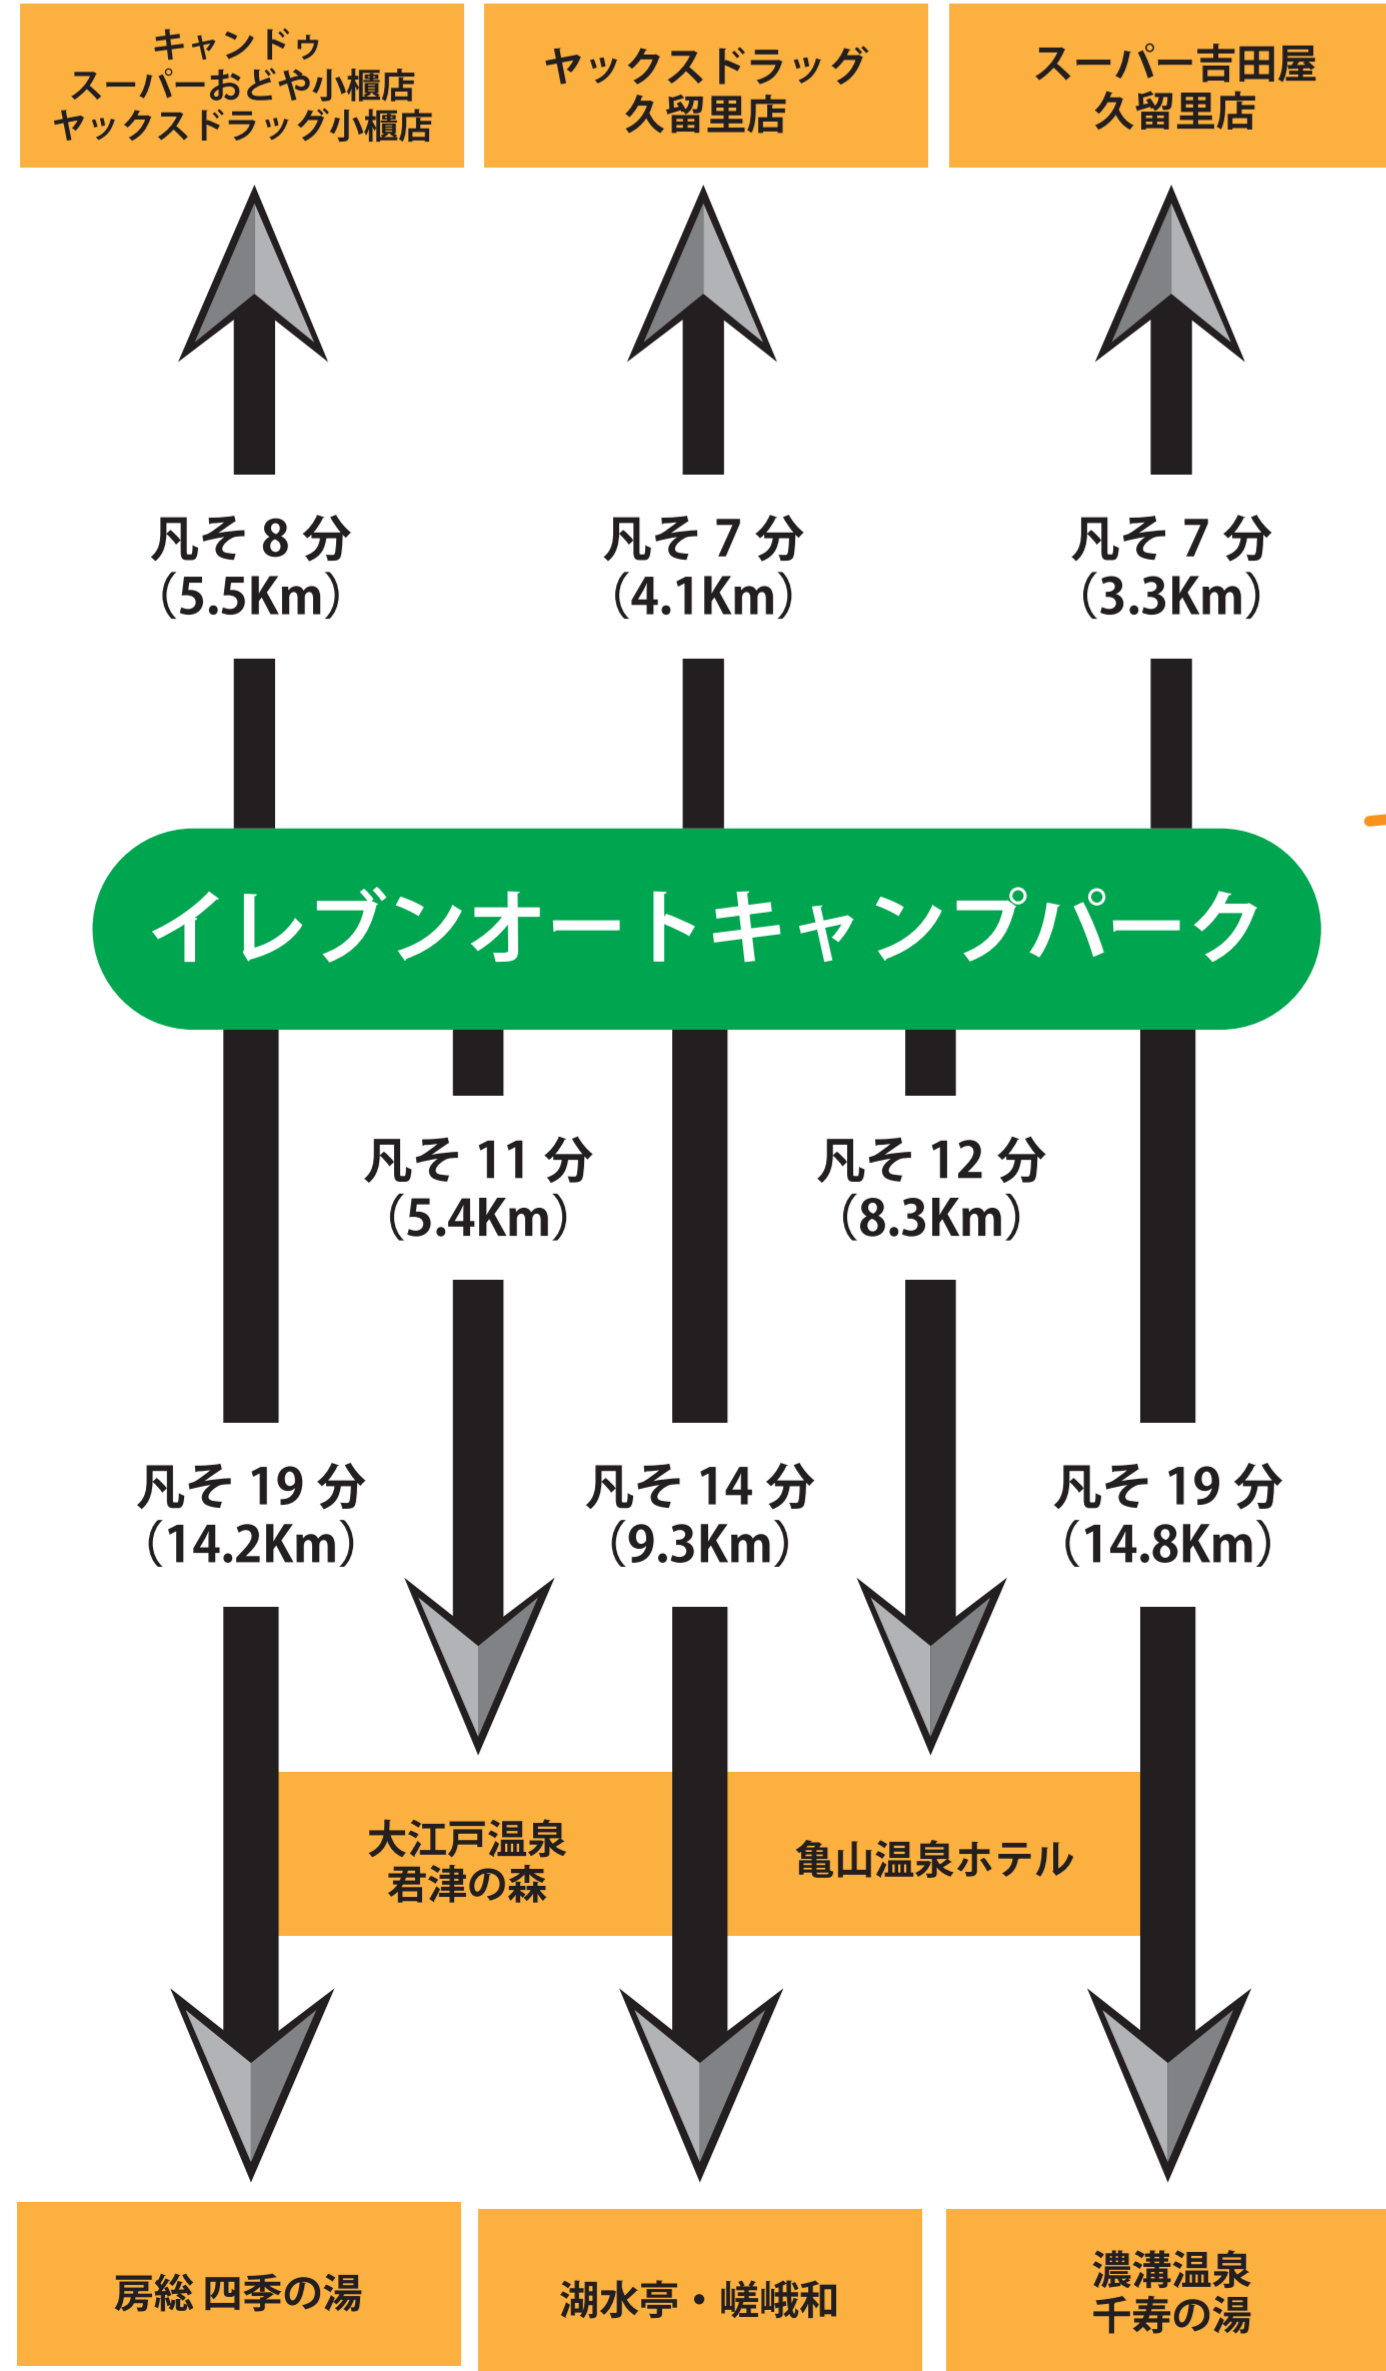 キャンドゥ
スーパーおどや小櫃店
ヤックスドラッグ小櫃店
ヤックスドラッグ
久留里店
スーパー吉田屋
久留里店
凡そ 8 分
（5.5Km）
凡そ 7 分
（4.1Km）
凡そ 7 分
（3.3Km）
イレブンオートキャンプパーク
凡そ 11 分
（5.4Km）
凡そ 12 分
（8.3Km）
凡そ 19 分
（14.2Km）
凡そ 14 分
（9.3Km）
凡そ 19 分
（14.8Km）
大江戸温泉
君津の森
亀山温泉ホテル
房総 四季の湯
湖水亭・嵯峨和
濃溝温泉
千寿の湯